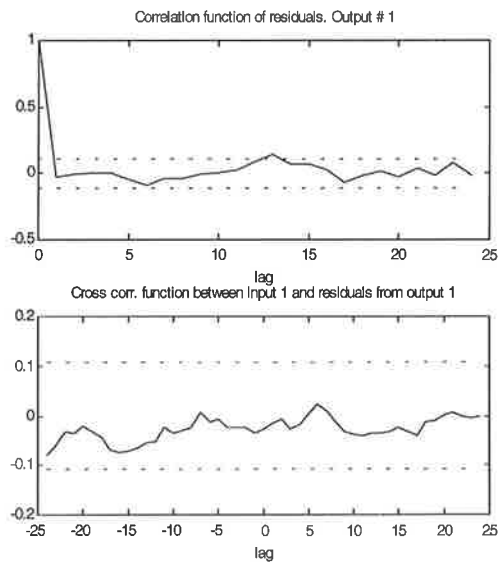 Correlation function of residuals. Output # 1
1
0.5
0
-0.5
0 5 10 15 20 25
lag
Cross corr. function between input 1 and residuals from output 1
0.2
0.1
0
-0.1
-0.2
-25 -20 -15 -10 -5 0 5 10 15 20 25
lag